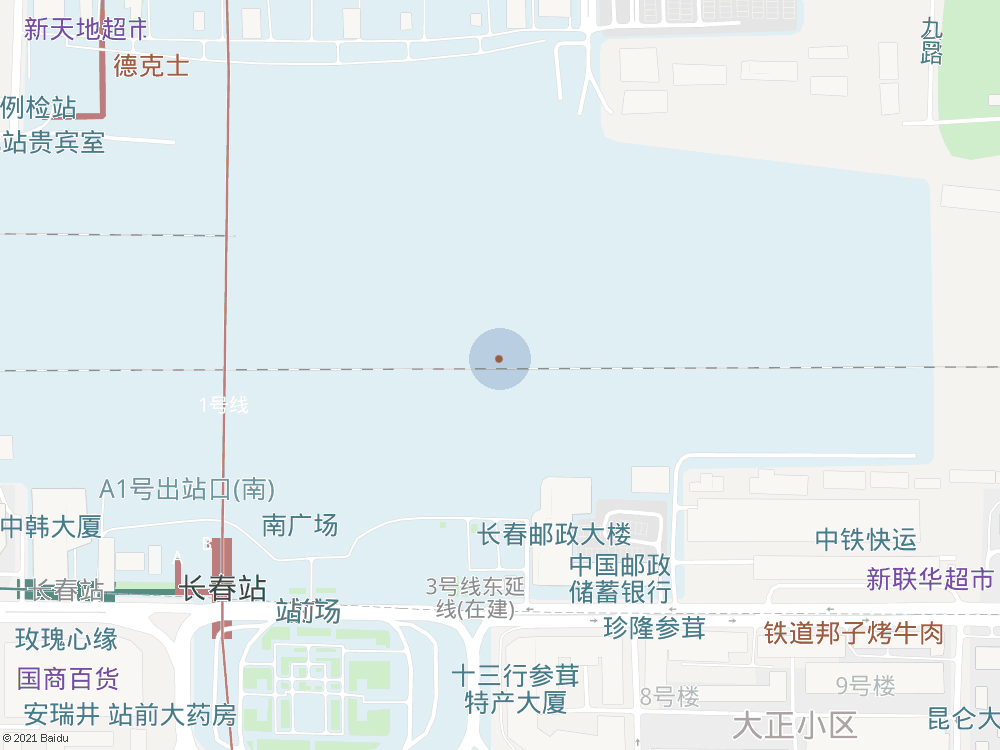 新天地超市
德克士
九
路
例检站
站贵宾室
1号线
A1号出站口(南)
中韩大厦
南广场
长春邮政大楼
中铁快运
中国邮政
储蓄银行
新联华超市
长春站
长春站
3号线东延
线(在建)
站前
玫瑰心缘
珍隆参茸
铁道邦子烤牛肉
国商百货
十三行参茸
特产大厦
8号楼
9号楼
安瑞井
站前大药房
大正小区
昆仑大
© 2021 Baidu